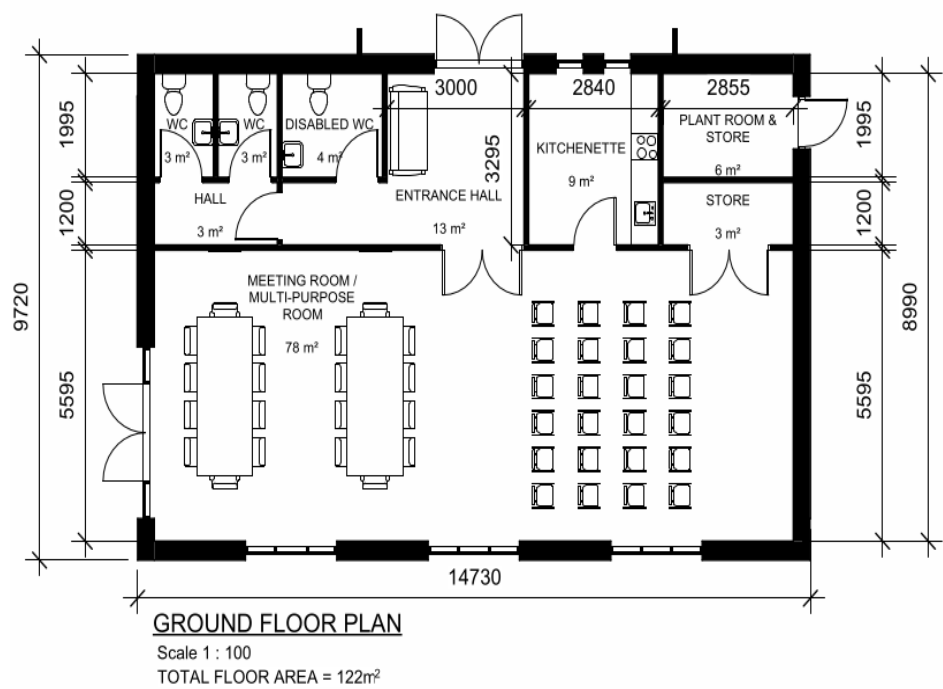 3000
2840
2855
1995
WC
WC
DISABLED WC
3 m²
3 m²
4 m²
3295
KITCHENETTE
9 m²
PLANT ROOM &
STORE
6 m²
1995
1200
HALL
3 m²
ENTRANCE HALL
13 m²
STORE
3 m²
1200
9720
MEETING ROOM /
MULTI-PURPOSE
ROOM
78 m²
5595
5595
8990
14730
GROUND FLOOR PLAN
Scale 1 : 100
TOTAL FLOOR AREA = 122m²